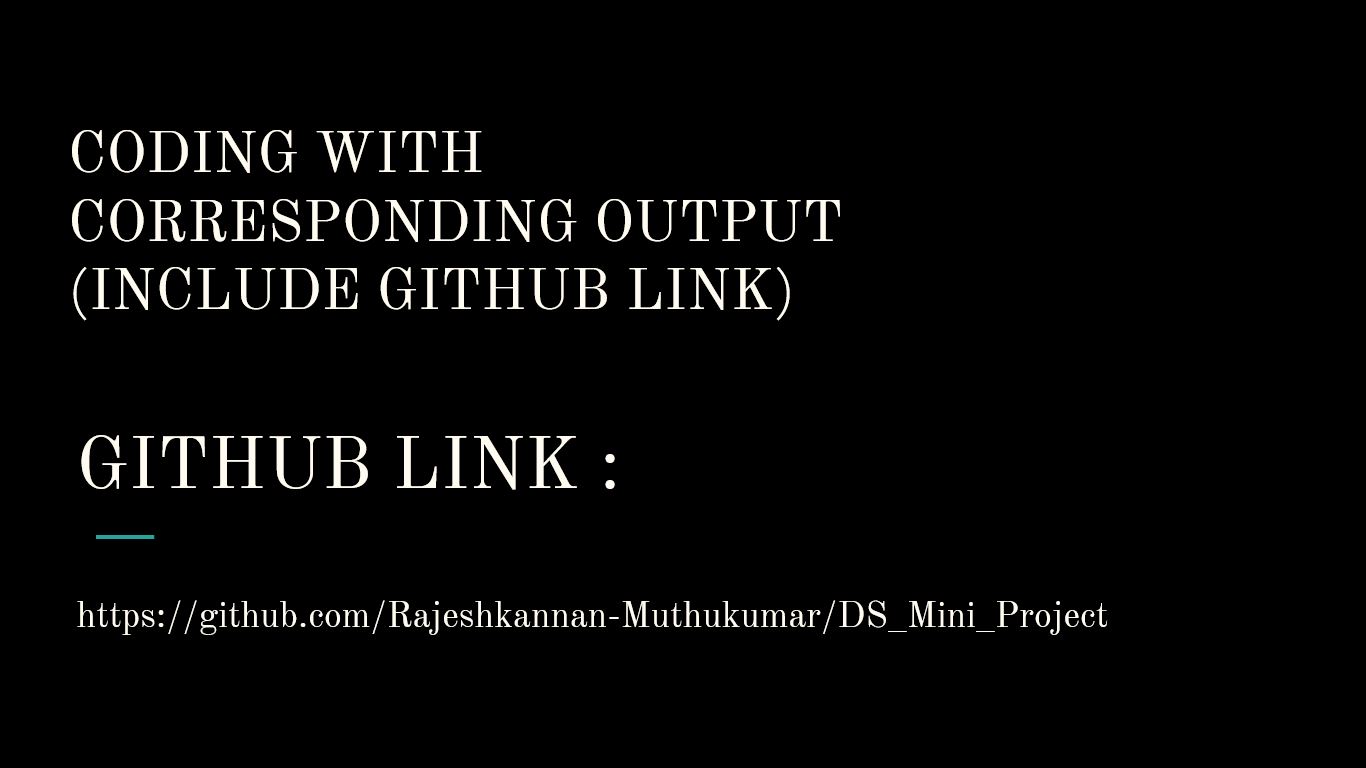 CODING WITH
CORRESPONDING OUTPUT
(INCLUDE GITHUB LINK)
GITHUB LINK :
https://github.com/Rajeshkannan-Muthukumar/DS_Mini_Project